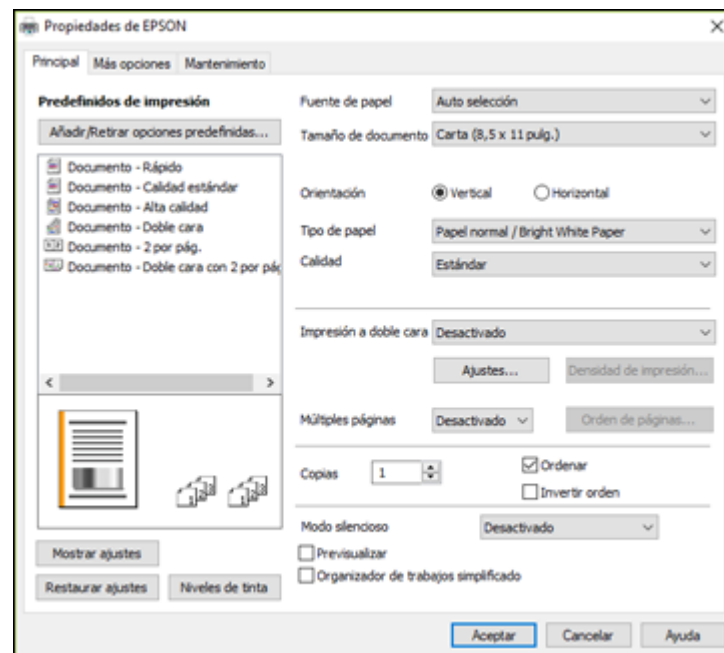 Propiedades de EPSON
Principal Más opciones Mantenimiento
Predefinidos de impresión
Añadir/Retirar opciones predefinidas...
Documento - Rápido
Documento - Calidad estándar
Documento - Alta calidad
Documento - Doble cara
Documento - 2 por pág.
Documento - Doble cara con 2 por pág
Mostrar ajustes
Restaurar ajustes Niveles de tinta
Fuente de papel Auto selección
Tamaño de documento Carta (8,5 x 11 pulg.)
Orientación Vertical Horizontal
Tipo de papel Papel normal / Bright White Paper
Calidad Estándar
Impresión a doble cara Desactivado
Ajustes... Densidad de impresión...
Múltiples páginas Desactivado Orden de páginas...
Copias 1 Ordenar
Invertir orden
Modo silencioso Desactivado
Previsualizar
Organizador de trabajos simplificado
Aceptar Cancelar Ayuda